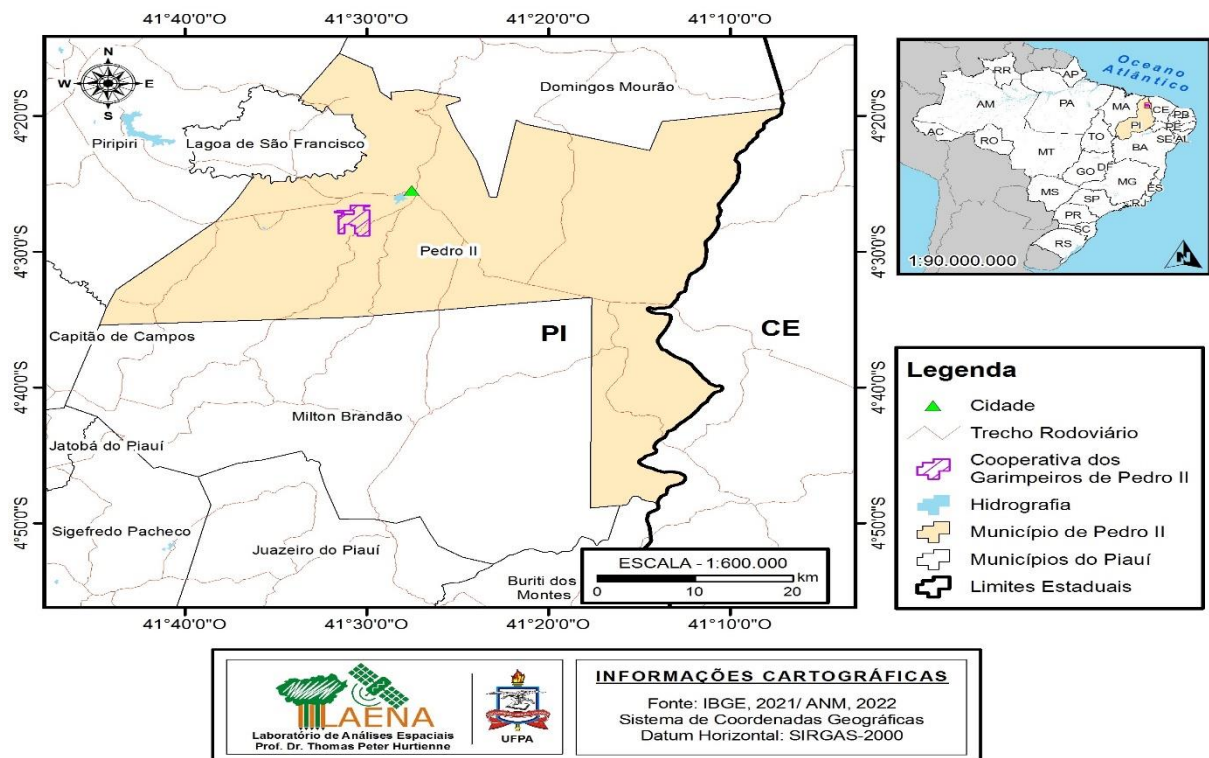 41°40'0"O
41°30'0"O
41°20'0"O
41°10'0"O
4°20'0"S
4°30'0"S
4°40'0"S
4°50'0"S
N
W
E
S
Domingos Mourão
Piripiri
Lagoa de São Francisco
Pedro II
PI
CE
Capitão de Campos
Milton Brandão
Jatobá do Piauí
Sigefredo Pacheco
Juazeiro do Piauí
Buriti dos
Montes
ESCALA - 1:600.000
km
0
10
20
41°40'0"O
41°30'0"O
41°20'0"O
41°10'0"O
4°20'0"S
4°30'0"S
4°40'0"S
4°50'0"S
Oceano
Atlântico
RR
AP
AM
PA
MA
CE
PB
PE
PI
AC
TO
SE
AL
RO
BA
MT
DF
GO
MG
ES
MS
SP
PR
SC
RS
1:90.000.000
N
Legenda
Cidade
Trecho Rodoviário
Cooperativa dos
Garimpeiros de Pedro II
Hidrografia
Município de Pedro II
Municípios do Piauí
Limites Estaduais
LAENA
Laboratório de Análises Espaciais
Prof. Dr. Thomas Peter Hurtienne
UFPA
INFORMAÇÕES CARTOGRÁFICAS
Fonte: IBGE, 2021/ ANM, 2022
Sistema de Coordenadas Geográficas
Datum Horizontal: SIRGAS-2000